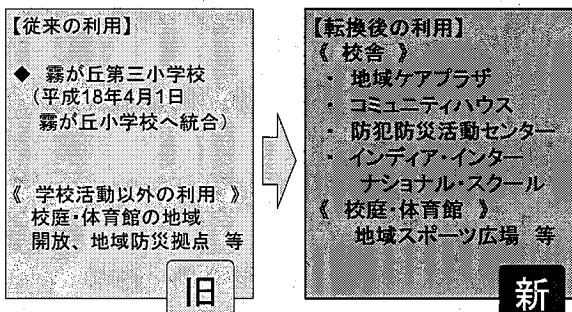 【従来の利用】
◆ 霧が丘第三小学校
(平成18年4月1日
霧が丘小学校へ統合)
《 学校活動以外の利用 》
校庭・体育館の地域
開放、地域防災拠点 等
旧
【転換後の利用】
《 校舎 》
・ 地域ケアプラザ
・ コミュニティハウス
・ 防犯防災活動センター
・ インディア・インター
ナショナル・スクール
《 校庭・体育館 》
地域スポーツ広場 等
新